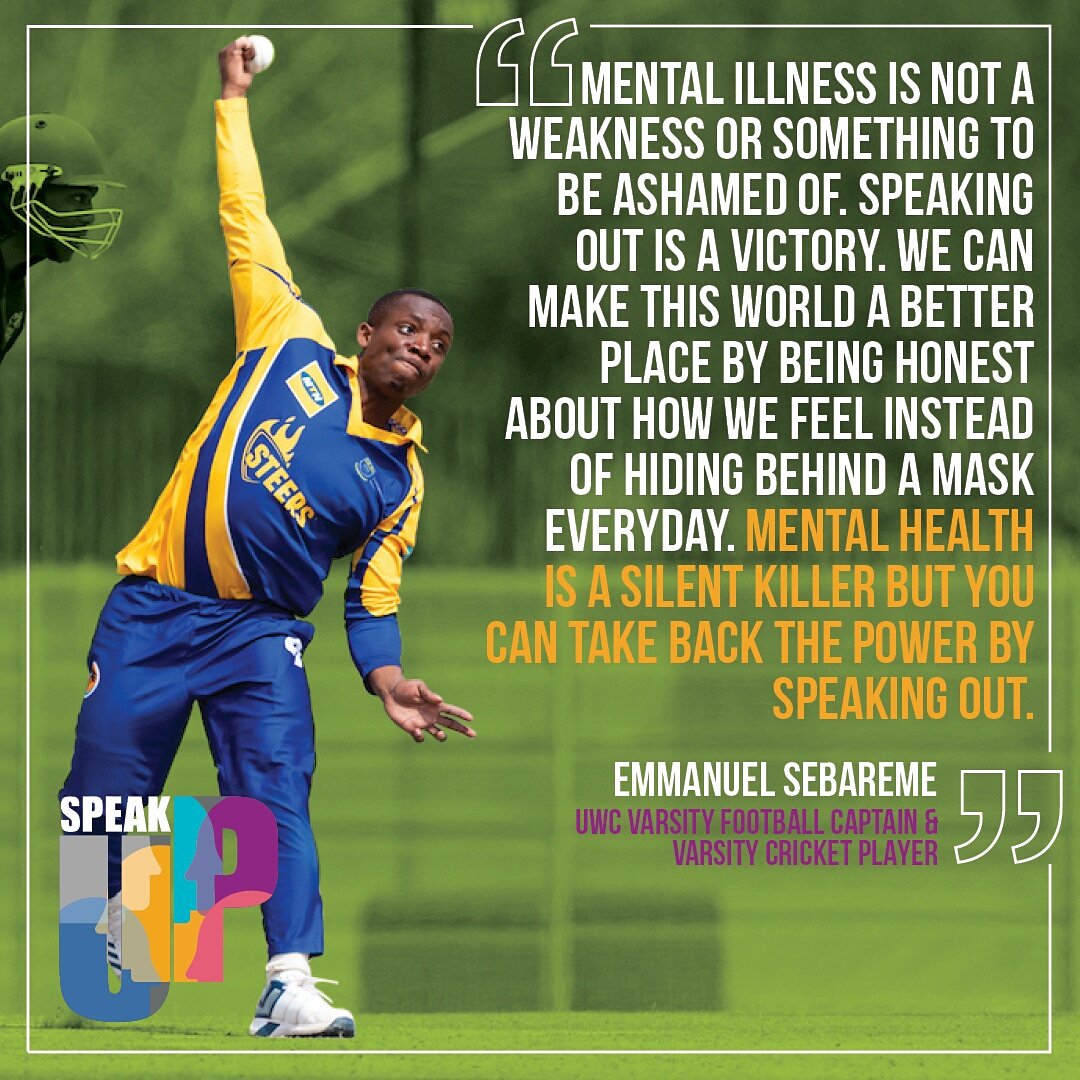 MENTAL ILLNESS IS NOT A
WEAKNESS OR SOMETHING TO
BE ASHAMED OF. SPEAKING
OUT IS A VICTORY. WE CAN
MAKE THIS WORLD A BETTER
PLACE BY BEING HONEST
ABOUT HOW WE FEEL INSTEAD
OF HIDING BEHIND A MASK
EVERYDAY. MENTAL HEALTH
IS A SILENT KILLER BUT YOU
CAN TAKE BACK THE POWER BY
SPEAKING OUT.
EMMANUEL SEBAREME
UWC VARSITY FOOTBALL CAPTAIN &
VARSITY CRICKET PLAYER
MTN
STEERS
SPEAK
UP